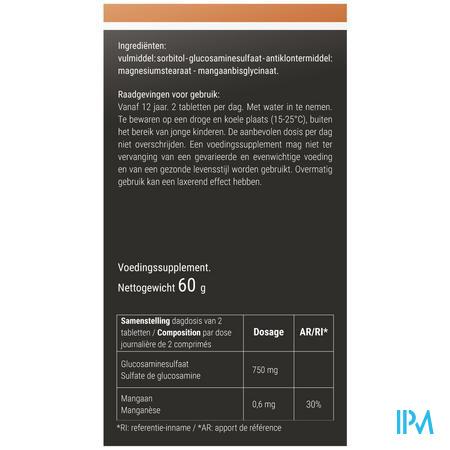 Ingrediënten:
vulmiddel: sorbitol - glucosaminesulfaat - antiklontermiddel:
magnesiumstearaat - mangaanbisglycinaat.
Raadgevingen voor gebruik:
Vanaf 12 jaar. 2 tabletten per dag. Met water in te nemen.
Te bewaren op een droge en koele plaats (15-25°C), buiten
het bereik van jonge kinderen. De aanbevolen dosis per dag
niet overschrijden. Een voedingssupplement mag niet ter
vervanging van een gevarieerde en evenwichtige voeding
en van een gezonde levensstijl worden gebruikt. Overmatig
gebruik kan een laxerend effect hebben.
Voedingssupplement.
Nettogewicht 60 g
Samenstelling dagdosis van 2
tabletten / Composition par dose
journalière de 2 comprimés
Dosage
AR/RI*
Glucosaminesulfaat
Sulfate de glucosamine
750 mg
Mangaan
Manganèse
0,6 mg
30%
*RI: referentie-inname / *AR: apport de référence
IPM